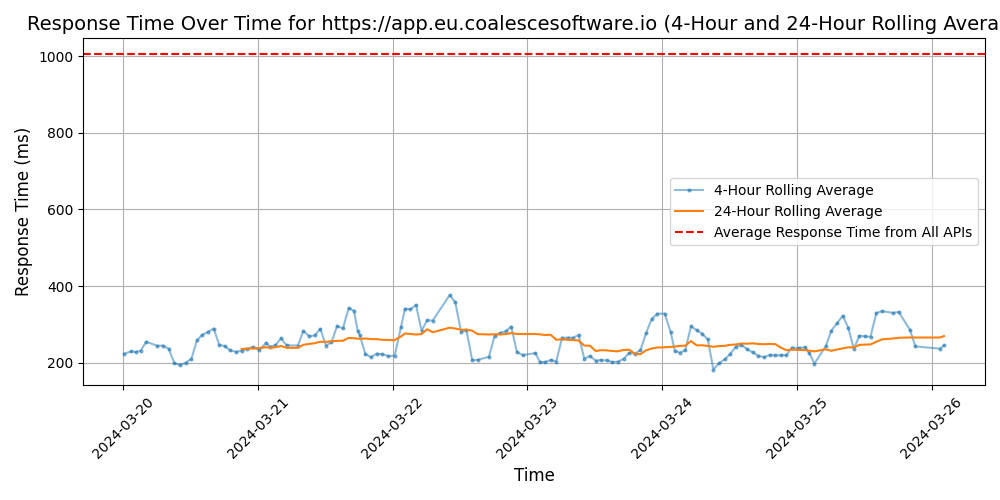 Response Time Over Time for https://app.eu.coalescesoftware.io (4-Hour and 24-Hour Rolling Avera
Response Time (ms)
1000
800
600
400
200
4-Hour Rolling Average
24-Hour Rolling Average
Average Response Time from All APIs
2024-03-20
2024-03-21
2024-03-22
2024-03-23
2024-03-24
2024-03-25
2024-03-26
Time